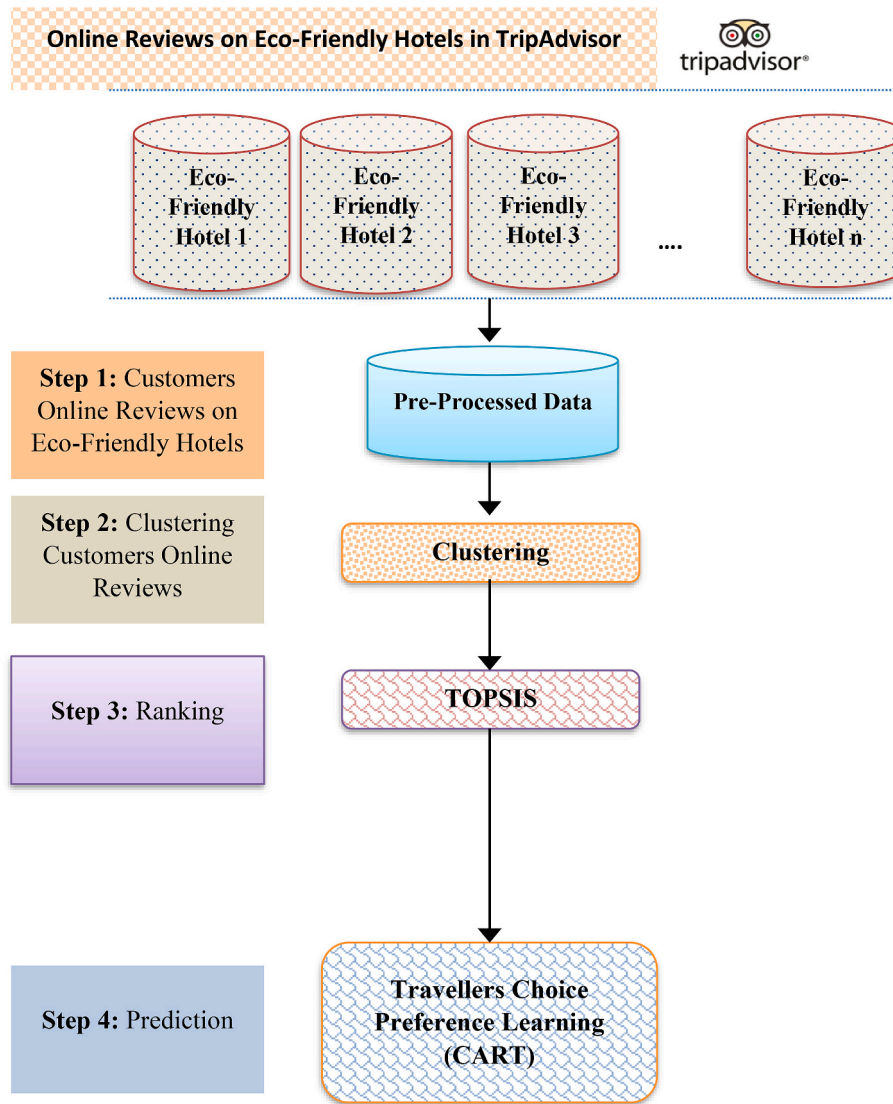 Online Reviews on Eco-Friendly Hotels in TripAdvisor
tripadvisor®
Eco-
Friendly
Hotel 1
Eco-
Friendly
Hotel 2
Eco-
Friendly
Hotel 3
....
Eco-
Friendly
Hotel n
Step 1: Customers
Online Reviews on
Eco-Friendly Hotels
Pre-Processed Data
Step 2: Clustering
Customers Online
Reviews
Clustering
Step 3: Ranking
TOPSIS
Step 4: Prediction
Travellers Choice
Preference Learning
(CART)